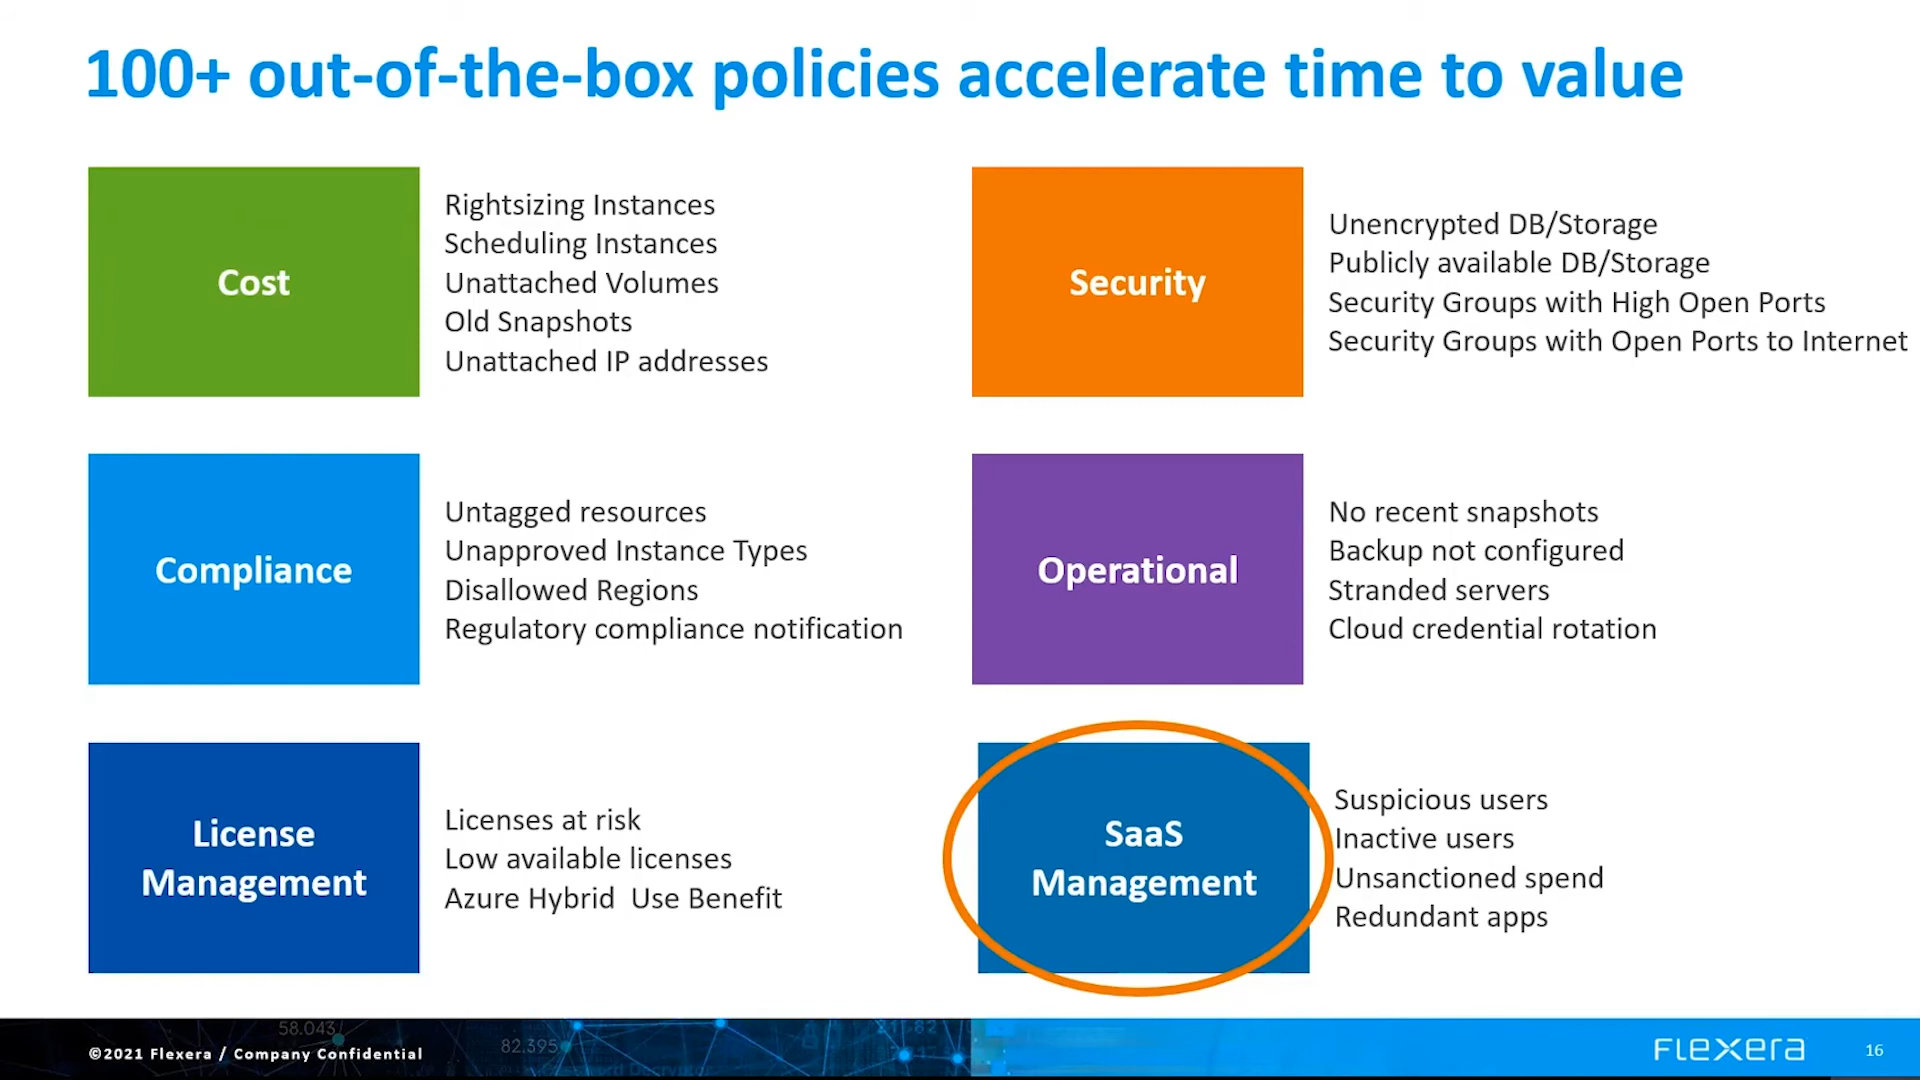 100+ out-of-the-box policies accelerate time to value
Cost
Rightsizing Instances
Scheduling Instances
Unattached Volumes
Old Snapshots
Unattached IP addresses
Security
Unencrypted DB/Storage
Publicly available DB/Storage
Security Groups with High Open Ports
Security Groups with Open Ports to Internet
Compliance
Untagged resources
Unapproved Instance Types
Disallowed Regions
Regulatory compliance notification
Operational
No recent snapshots
Backup not configured
Stranded servers
Cloud credential rotation
License
Management
Licenses at risk
Low available licenses
Azure Hybrid  Use Benefit
SaaS
Management
Suspicious users
Inactive users
Unsanctioned spend
Redundant apps
58.043
82.395
©2021 Flexera / Company Confidential
FLEXERA
16